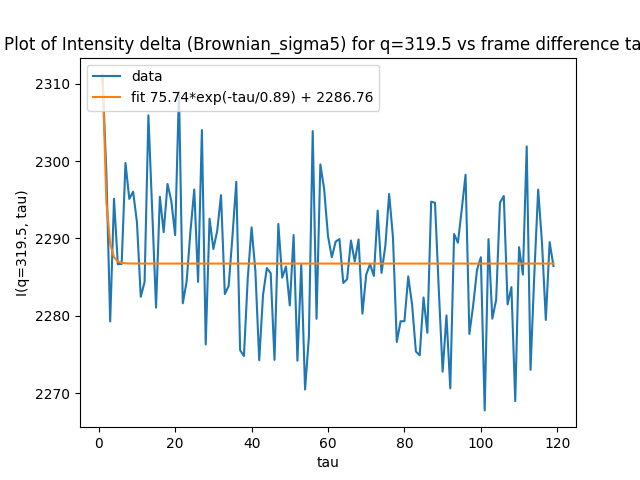 Plot of Intensity delta (Brownian_sigma5) for q=319.5 vs frame difference ta
data
fit 75.74*exp(-tau/0.89) + 2286.76
I(q=319.5, tau)
2310
2300
2290
2280
2270
0 20 40 60 80 100 120
tau